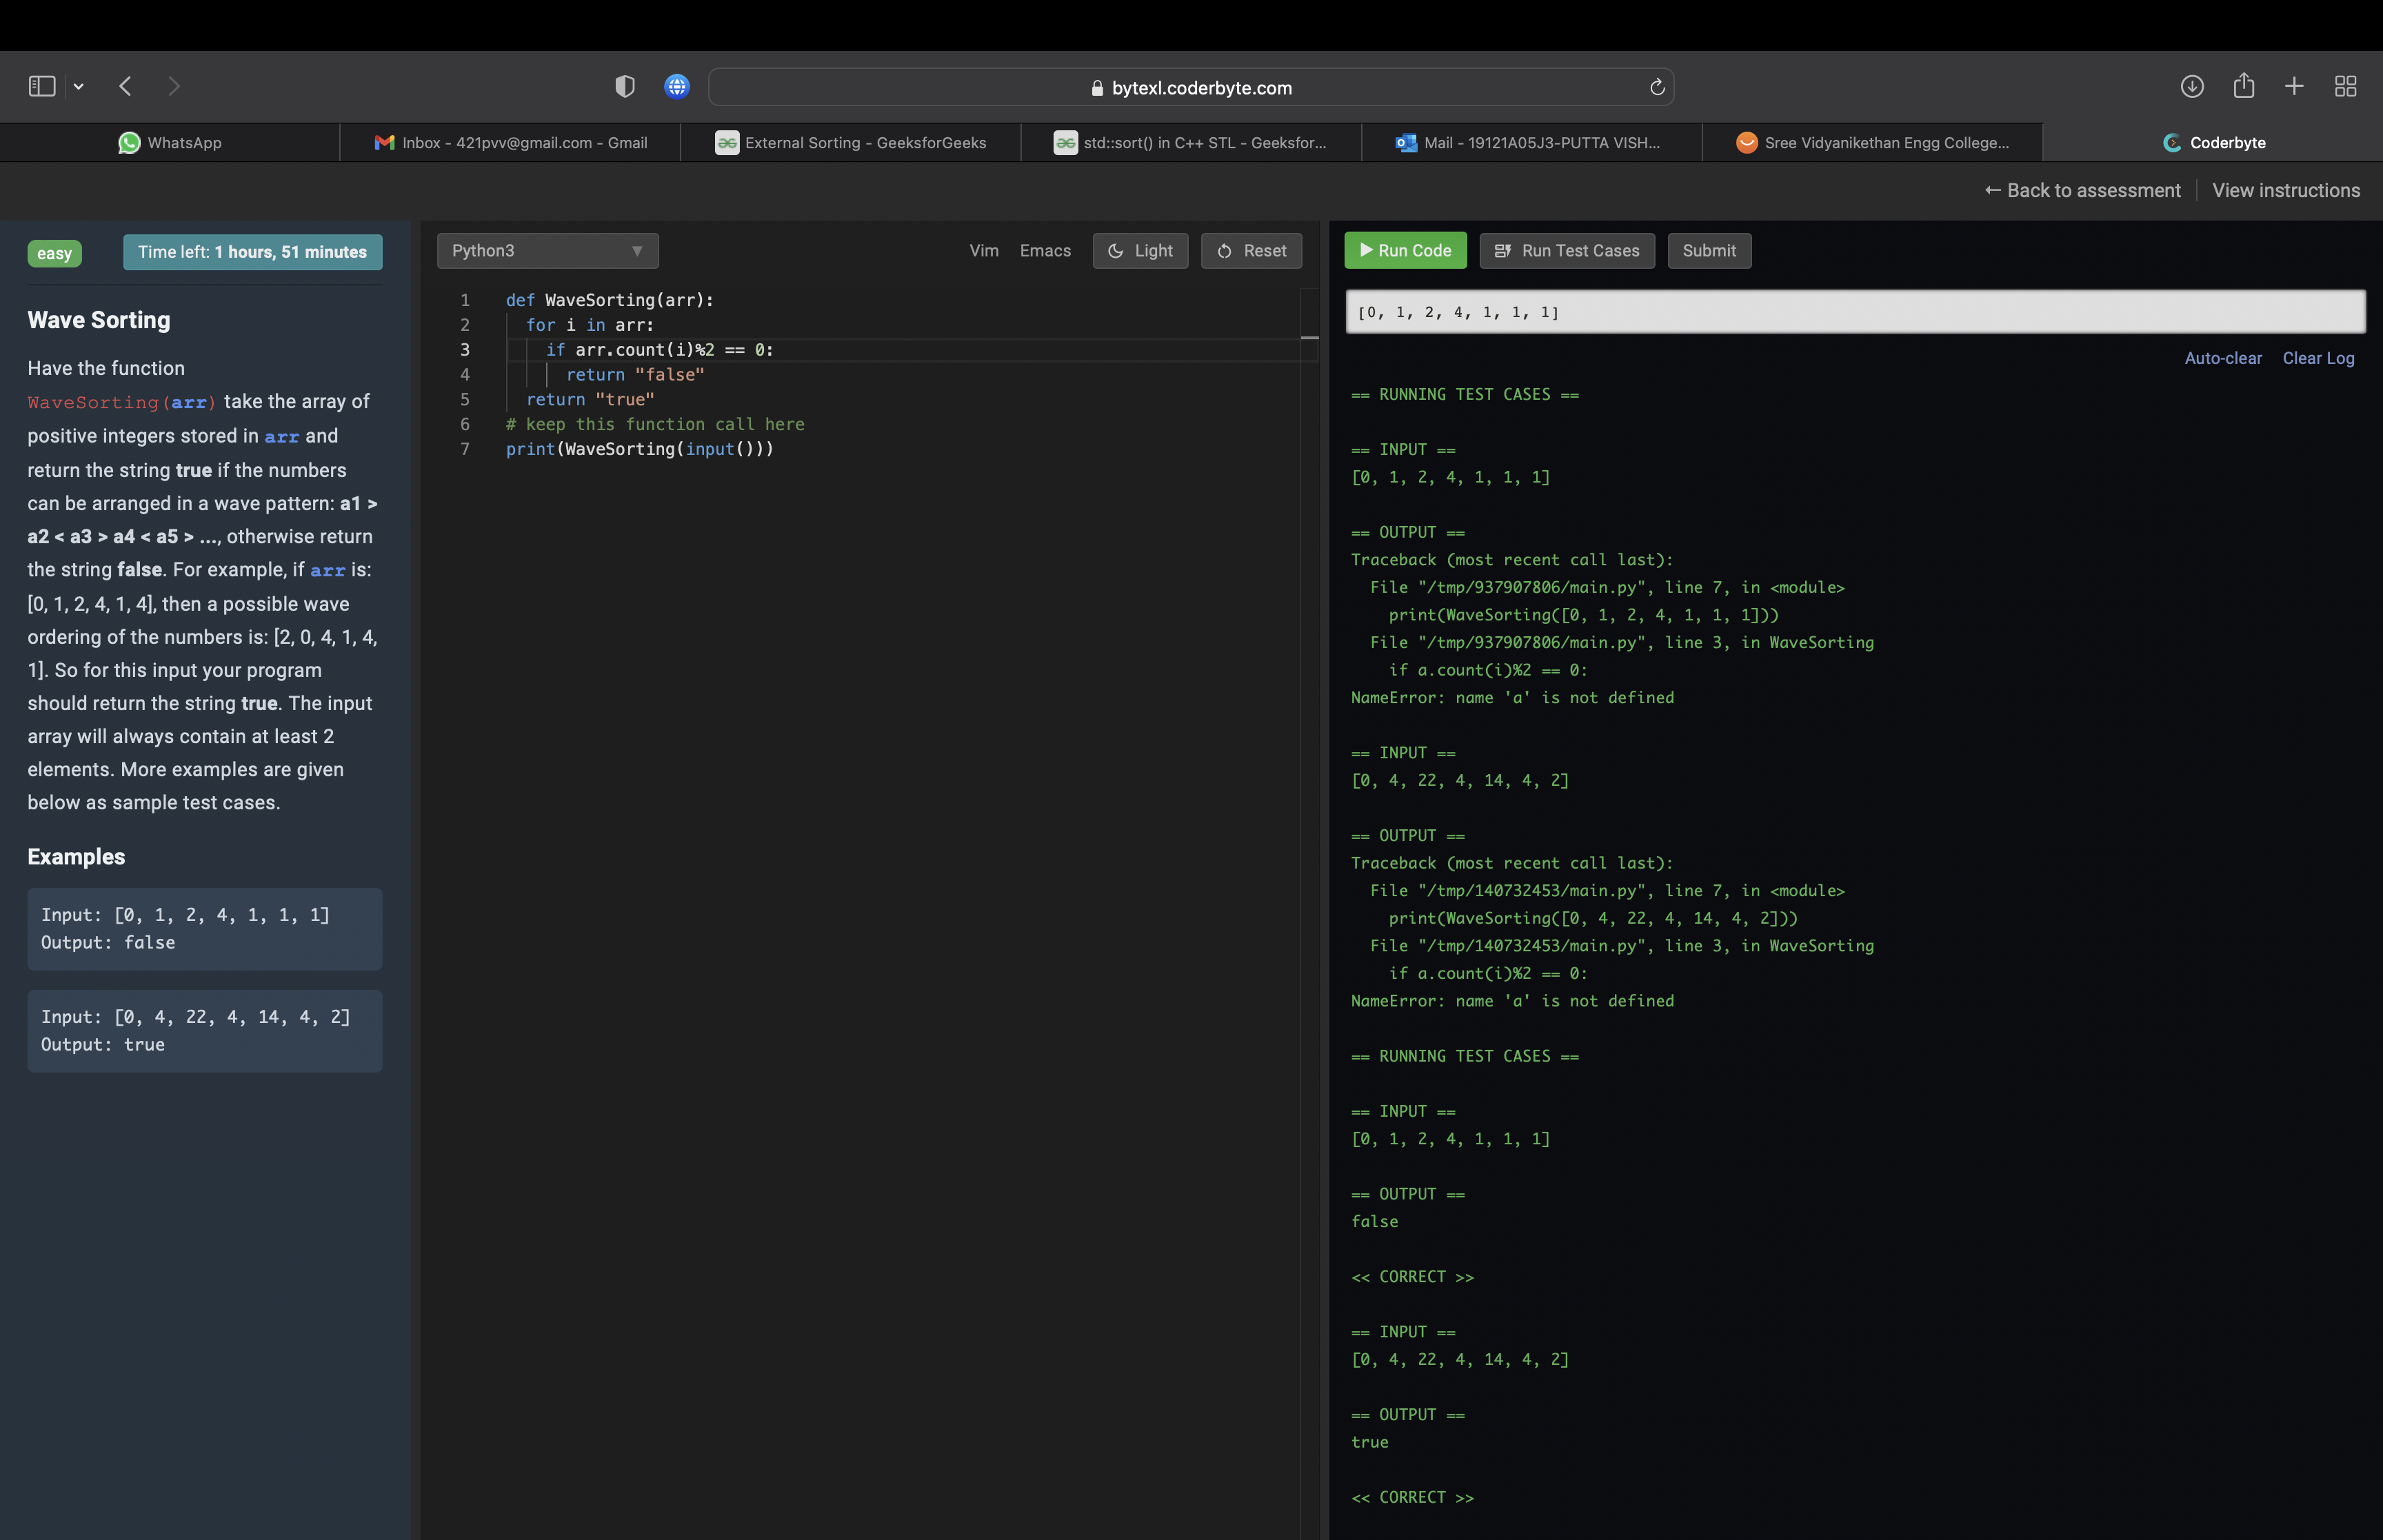 bytexl.coderbyte.com
WhatsApp
Inbox - 421pvv@gmail.com - Gmail
External Sorting - GeeksforGeeks
std::sort() in C++ STL - Geeksfor...
Mail - 19121A05J3-PUTTA VISH...
Sree Vidyanikethan Engg College...
Coderbyte
← Back to assessment
View instructions
easy
Time left: 1 hours, 51 minutes
Wave Sorting
Have the function
WaveSorting(arr) take the array of
positive integers stored in arr and
return the string true if the numbers
can be arranged in a wave pattern: a1 >
a2 < a3 > a4 < a5 > ..., otherwise return
the string false. For example, if arr is:
[0, 1, 2, 4, 1, 4], then a possible wave
ordering of the numbers is: [2, 0, 4, 1, 4,
1]. So for this input your program
should return the string true. The input
array will always contain at least 2
elements. More examples are given
below as sample test cases.
Examples
Input: [0, 1, 2, 4, 1, 1, 1]
Output: false
Input: [0, 4, 22, 4, 14, 4, 2]
Output: true
Python3
Vim
Emacs
Light
Reset
1 def WaveSorting(arr):
2 for i in arr:
3 if arr.count(i)%2 == 0:
4 return "false"
5 return "true"
6 # keep this function call here
7 print(WaveSorting(input()))
Run Code
Run Test Cases
Submit
[0, 1, 2, 4, 1, 1, 1]
Auto-clear
Clear Log
== RUNNING TEST CASES ==
== INPUT ==
[0, 1, 2, 4, 1, 1, 1]
== OUTPUT ==
Traceback (most recent call last):
File "/tmp/937907806/main.py", line 7, in <module>
print(WaveSorting([0, 1, 2, 4, 1, 1, 1]))
File "/tmp/937907806/main.py", line 3, in WaveSorting
if a.count(i)%2 == 0:
NameError: name 'a' is not defined
== INPUT ==
[0, 4, 22, 4, 14, 4, 2]
== OUTPUT ==
Traceback (most recent call last):
File "/tmp/140732453/main.py", line 7, in <module>
print(WaveSorting([0, 4, 22, 4, 14, 4, 2]))
File "/tmp/140732453/main.py", line 3, in WaveSorting
if a.count(i)%2 == 0:
NameError: name 'a' is not defined
== RUNNING TEST CASES ==
== INPUT ==
[0, 1, 2, 4, 1, 1, 1]
== OUTPUT ==
false
<< CORRECT >>
== INPUT ==
[0, 4, 22, 4, 14, 4, 2]
== OUTPUT ==
true
<< CORRECT >>